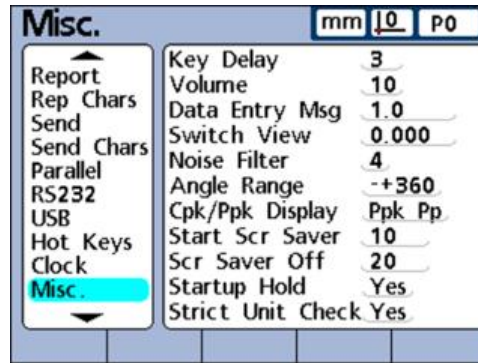 Misc.
mm 0 P0
Report
Rep Chars
Send
Send Chars
Parallel
RS232
USB
Hot Keys
Clock
Misc.
Key Delay 3
Volume 10
Data Entry Msg 1.0
Switch View 0.000
Noise Filter 4
Angle Range -+360
Cpk/Ppk Display Ppk Pp
Start Scr Saver 10
Scr Saver Off 20
Startup Hold Yes
Strict Unit Check Yes